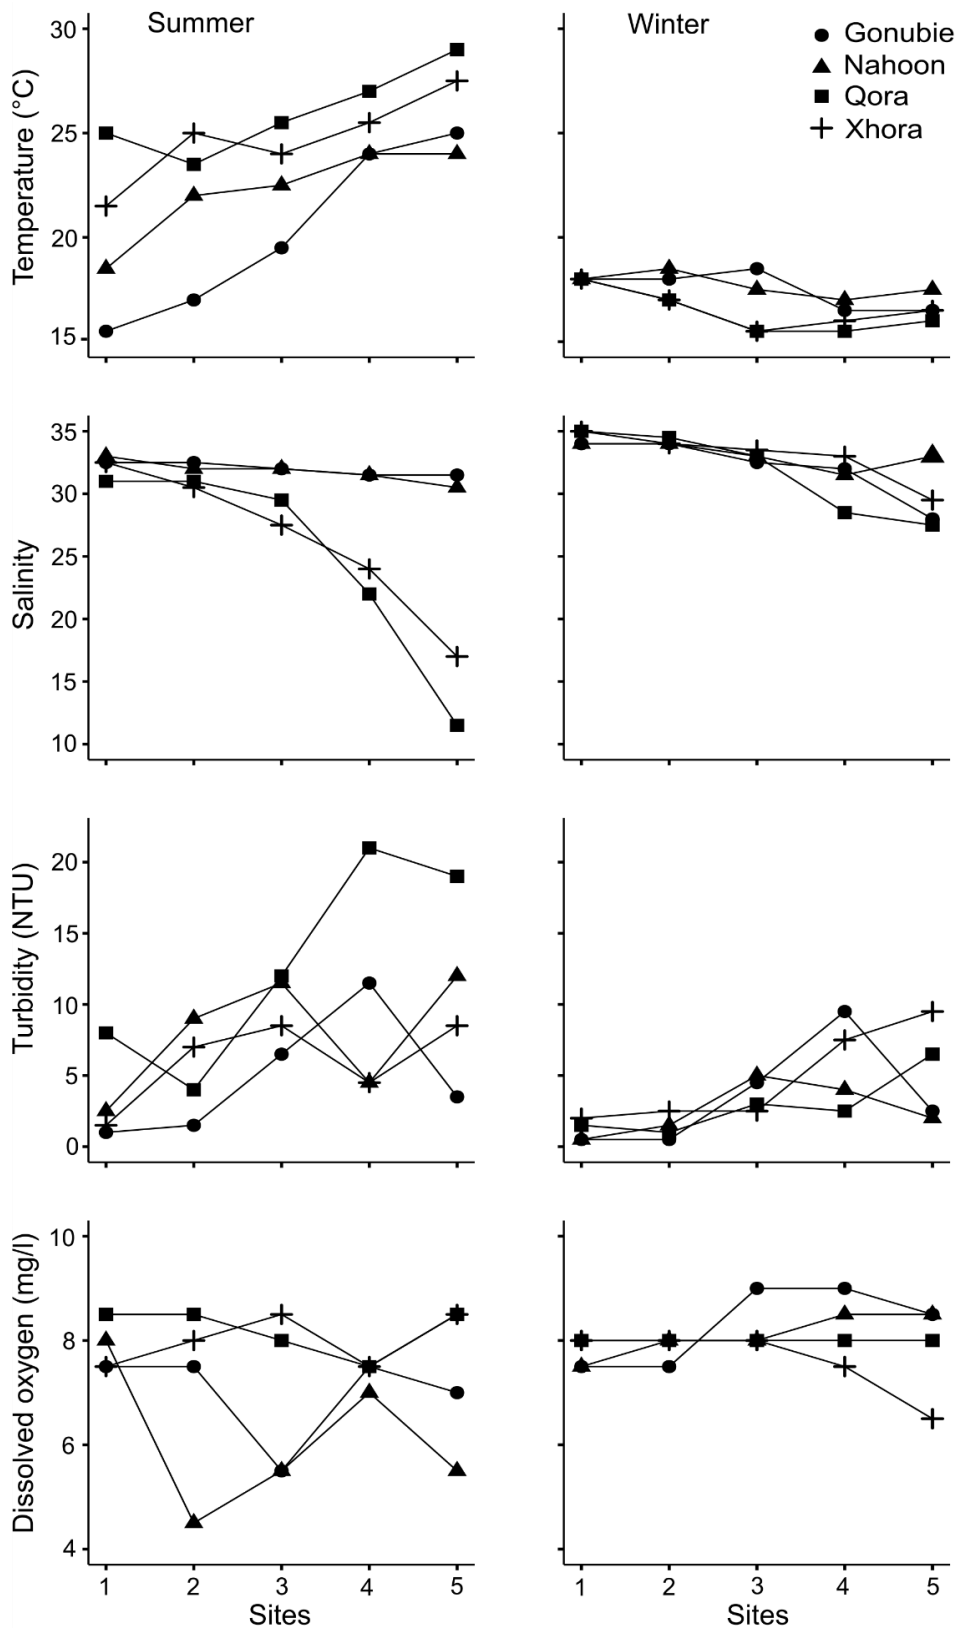 Summer
Winter
Gonubie
Nahoon
Qora
Xhora
Temperature (°C)
30
25
20
15
Salinity
35
30
25
20
15
10
Turbidity (NTU)
20
15
10
5
0
Dissolved oxygen (mg/l)
10
8
6
4
1 2 3 4 5
1 2 3 4 5
Sites
Sites